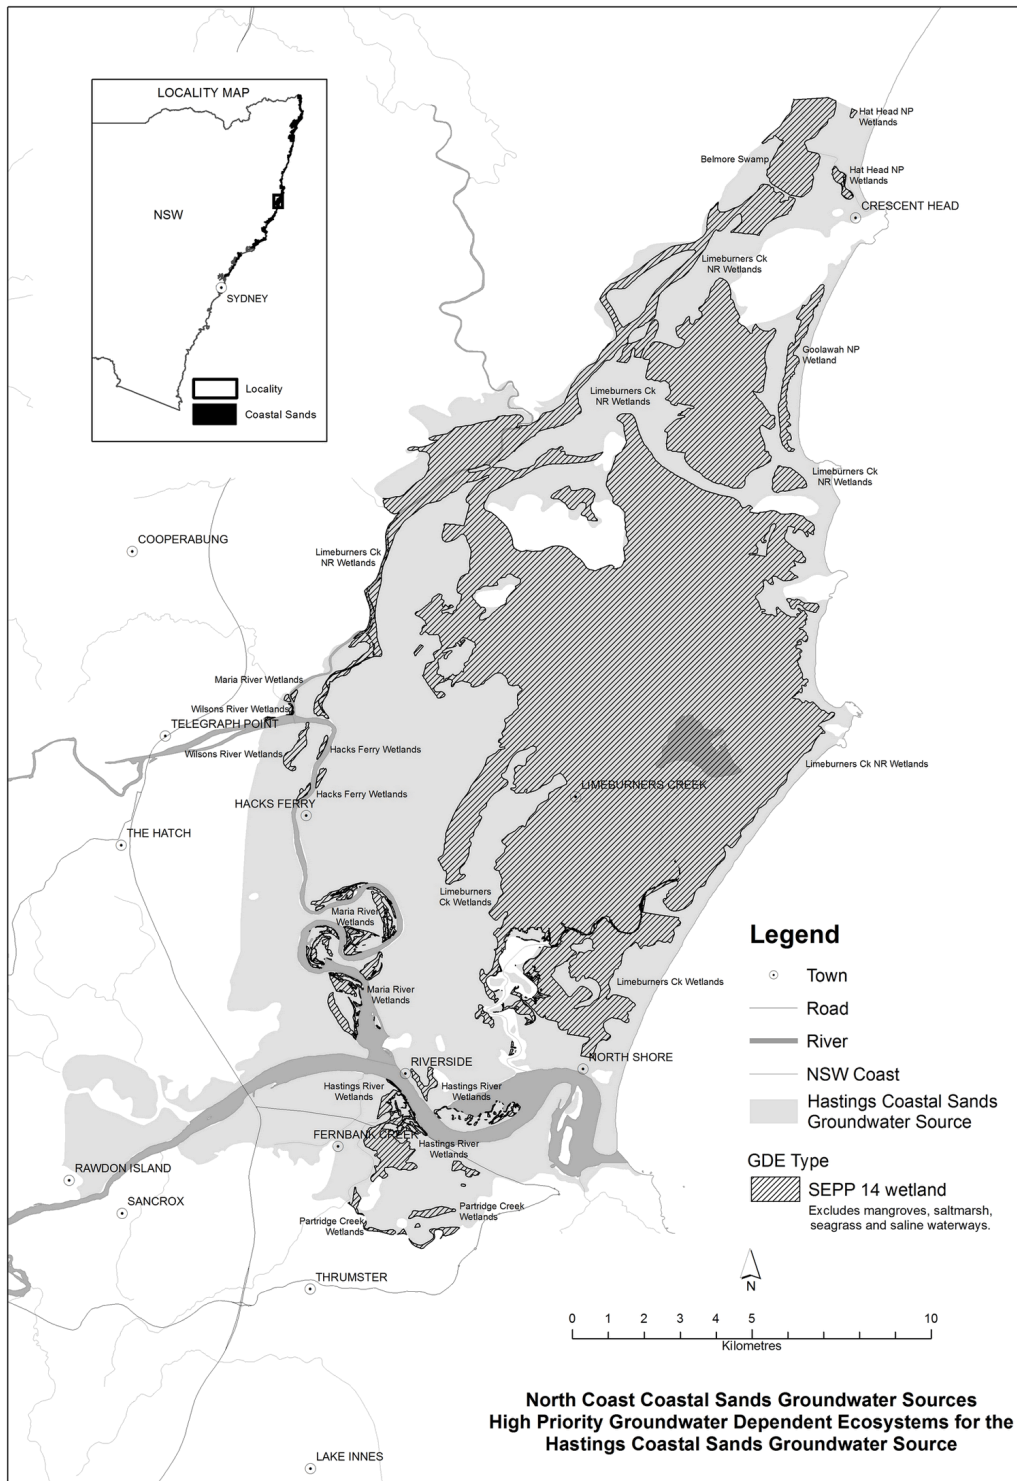 LOCALITY MAP
NSW
SYDNEY
Locality
Coastal Sands
Hat Head NP
Wetlands
Belmore Swamp
Hat Head NP
Wetlands
CRESCENT HEAD
Limeburners Ck
NR Wetlands
Goolawah NP
Wetland
Limeburners Ck
NR Wetlands
Limeburners Ck
NR Wetlands
COOPERABUNG
Limeburners Ck
NR Wetlands
Maria River Wetlands
Wilsons River Wetlands
TELEGRAPH POINT
Wilsons River Wetlands
Hacks Ferry Wetlands
Limeburners Ck NR Wetlands
LIMEBURNERS CREEK
Hacks Ferry Wetlands
HACKS FERRY
THE HATCH
Limeburners
Ck Wetlands
Maria River
Wetlands
Limeburners Ck Wetlands
Maria River
Wetlands
NORTH SHORE
RIVERSIDE
Hastings River
Wetlands
Hastings River
Wetlands
FERNBANK CREEK
Hastings River
Wetlands
RAWDON ISLAND
SANCROX
Partridge Creek
Wetlands
Partridge Creek
Wetlands
THRUMSTER
LAKE INNES
Legend
Town
Road
River
NSW Coast
Hastings Coastal Sands
Groundwater Source
GDE Type
SEPP 14 wetland
Excludes mangroves, saltmarsh,
seagrass and saline waterways.
N
0 1 2 3 4 5 10
Kilometres
North Coast Coastal Sands Groundwater Sources
High Priority Groundwater Dependent Ecosystems for the
Hastings Coastal Sands Groundwater Source